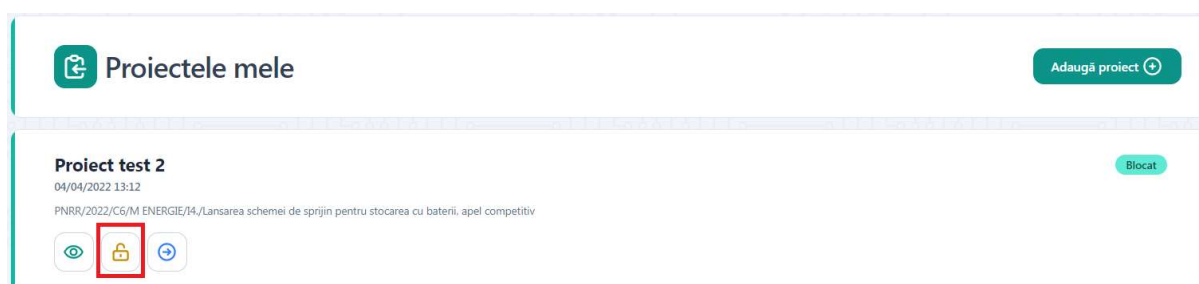 Proiectele mele
Adaugă proiect
Proiect test 2
Blocat
04/04/2022 13:12
PNRR/2022/C6/M ENERGIE/I4./Lansarea schemei de sprijin pentru stocarea cu baterii. apel competitiv